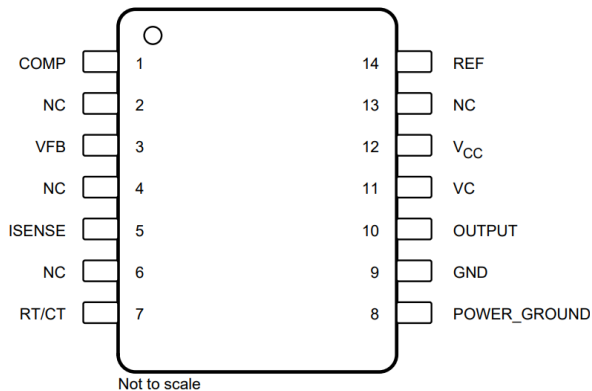 COMP 1 14 REF
NC 2 13 NC
VFB 3 12 VCC
NC 4 11 VC
ISENSE 5 10 OUTPUT
NC 6 9 GND
RT/CT 7 8 POWER_GROUND
Not to scale